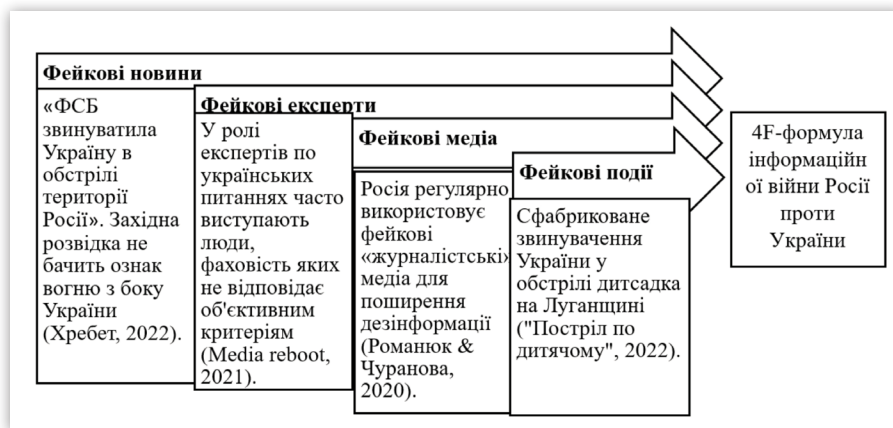 Фейкові новини
«ФСБ
звинуватила
Україну в
обстрілі
території
Росії». Західна
розвідка не
бачить ознак
вогню з боку
України
(Хребет, 2022).
Фейкові експерти
У ролі
експертів по
українських
питаннях часто
виступають
люди,
фаховість яких
не відповідає
об'єктивним
критеріям
(Media reboot,
2021).
Фейкові медіа
Росія регулярно
використовує
фейкові
«журналістські»
медіа для
поширення
дезінформації
(Романюк &
Чуранова,
2020).
Фейкові події
Сфабриковане
звинувачення
України у
обстрілі дитсадка
на Луганщині
("Постріл по
дитячому", 2022).
4F-формула
інформаційн
ої війни Росії
проти
України